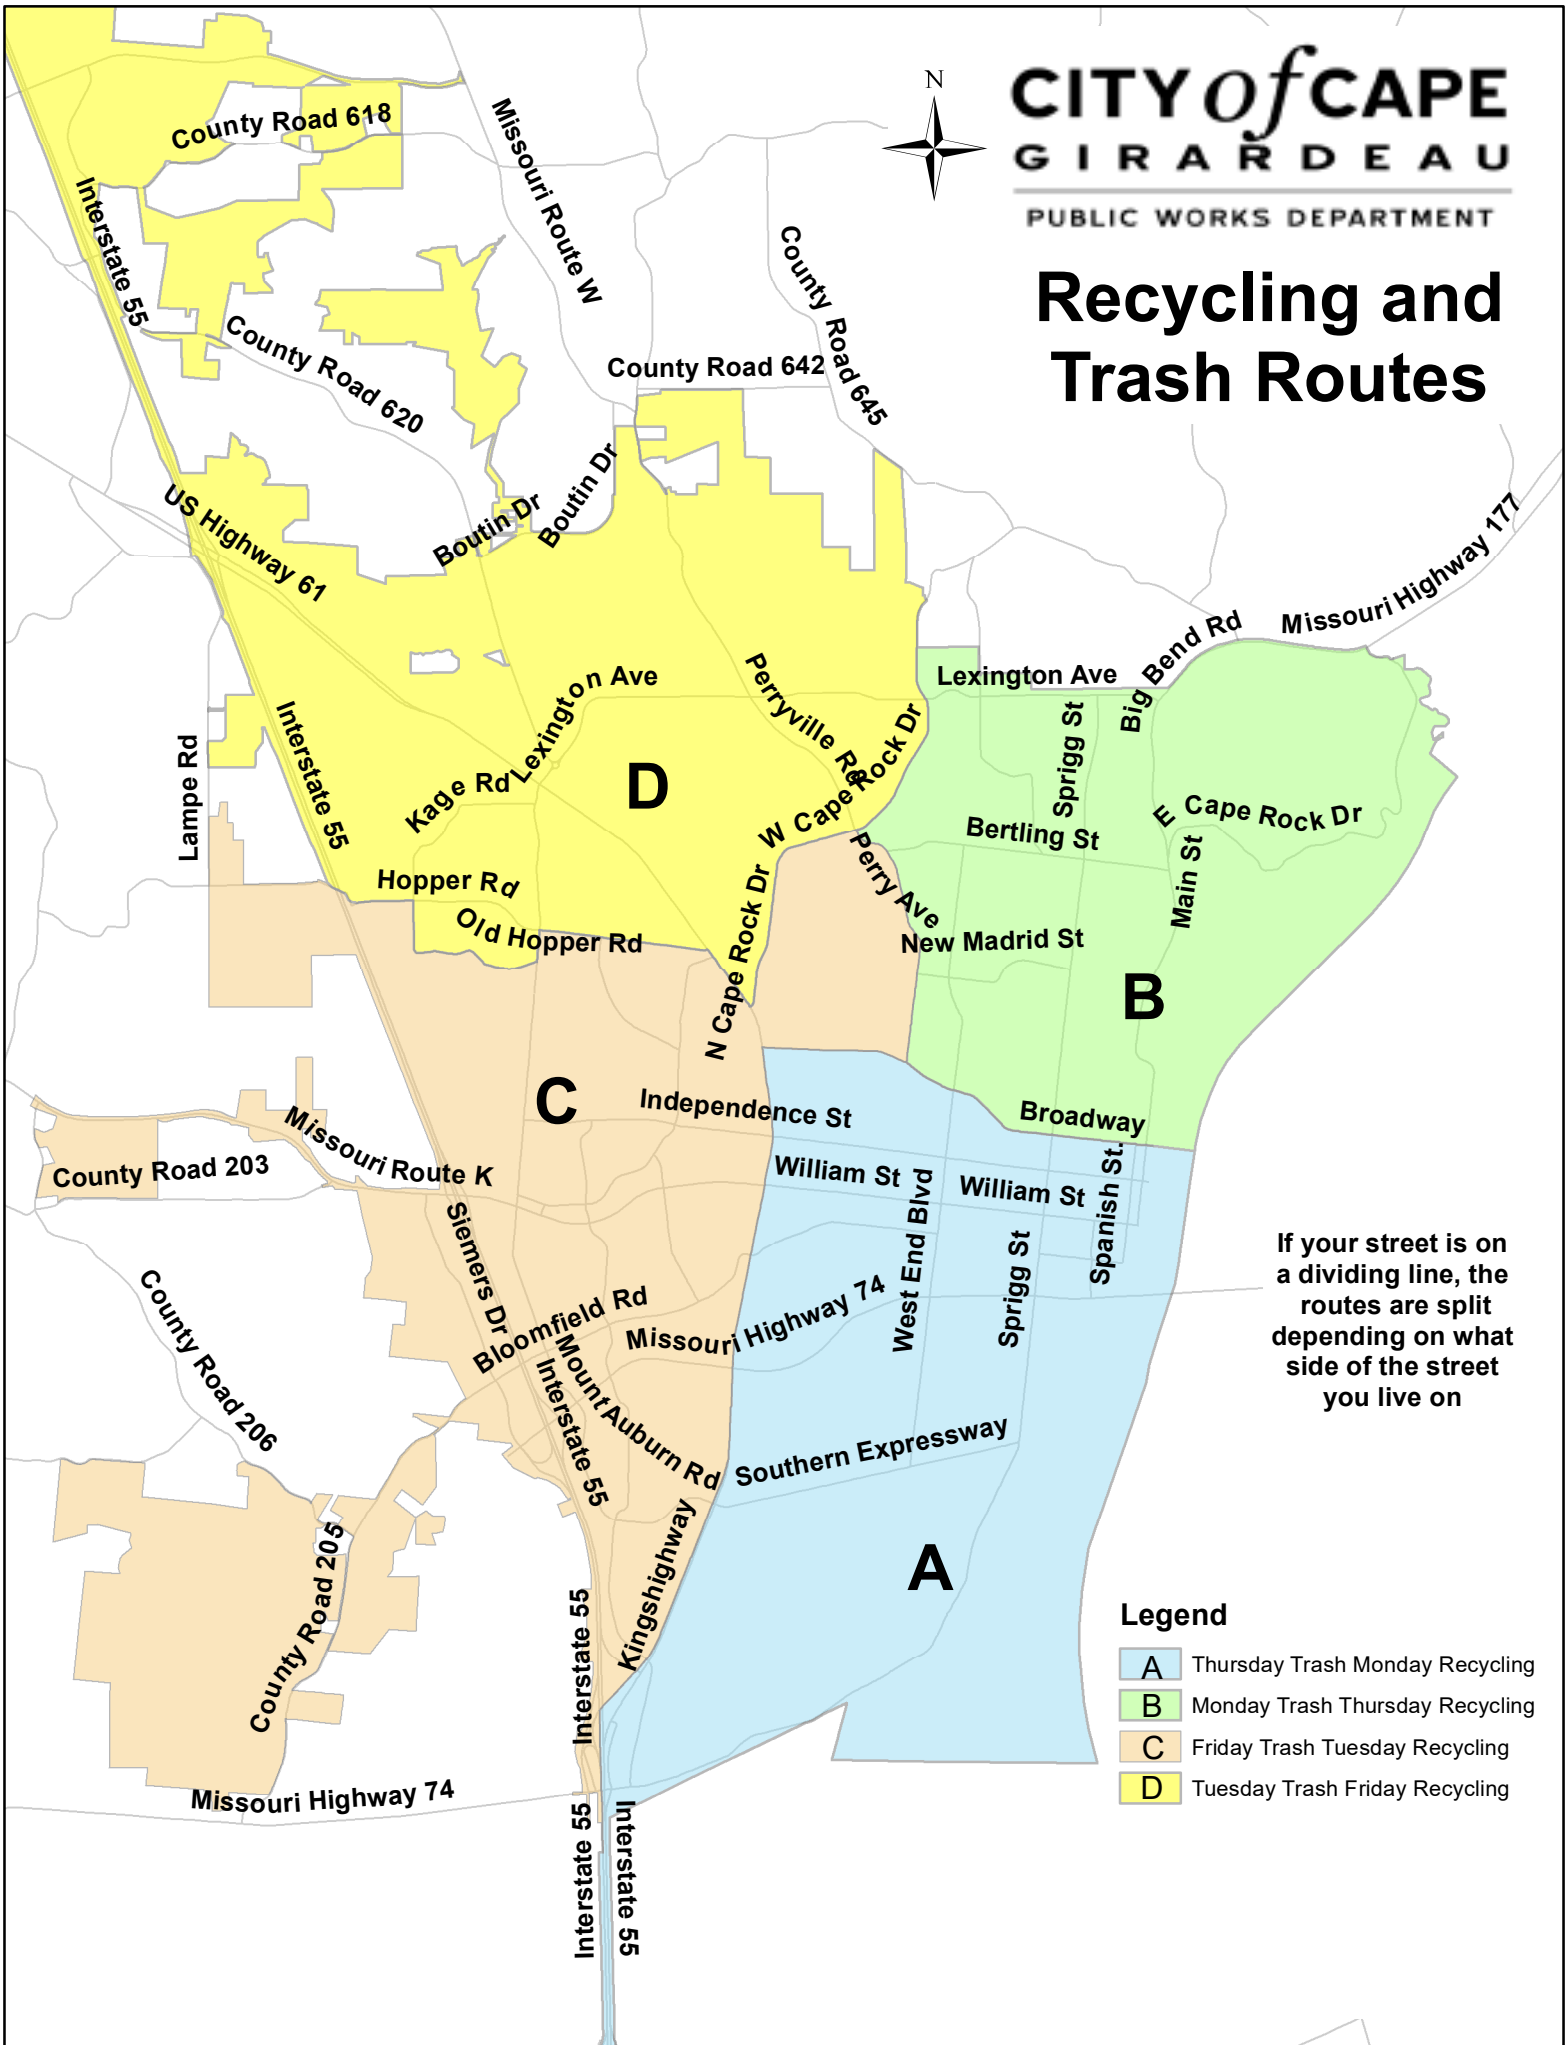 N
CITY of CAPE
GIRARDEAU
PUBLIC WORKS DEPARTMENT
Recycling and
Trash Routes
County Road 618
Missouri Route W
Interstate 55
County Road 645
County Road 620
County Road 642
Boutin Dr
Boutin Dr
US Highway 61
Missouri Highway 177
Big Bend Rd
Lexington Ave
Lexington Ave
Perryville Rd
W Cape Rock Dr
Sprigg St
Interstate 55
Lampe Rd
Kage Rd
D
Bertling St
E Cape Rock Dr
Main St
Hopper Rd
Perry Ave
Old Hopper Rd
N Cape Rock Dr
New Madrid St
B
C
Independence St
Broadway
Missouri Route K
County Road 203
William St
William St
West End Blvd
Spanish St.
Siemers Dr
Sprigg St
If your street is on
a dividing line, the
routes are split
depending on what
side of the street
you live on
County Road 206
Bloomfield Rd
Missouri Highway 74
Mount Auburn Rd
Interstate 55
Southern Expressway
Kingshighway
A
County Road 205
Interstate 55
Legend
A Thursday Trash Monday Recycling
B Monday Trash Thursday Recycling
C Friday Trash Tuesday Recycling
D Tuesday Trash Friday Recycling
Missouri Highway 74
Interstate 55
Interstate 55